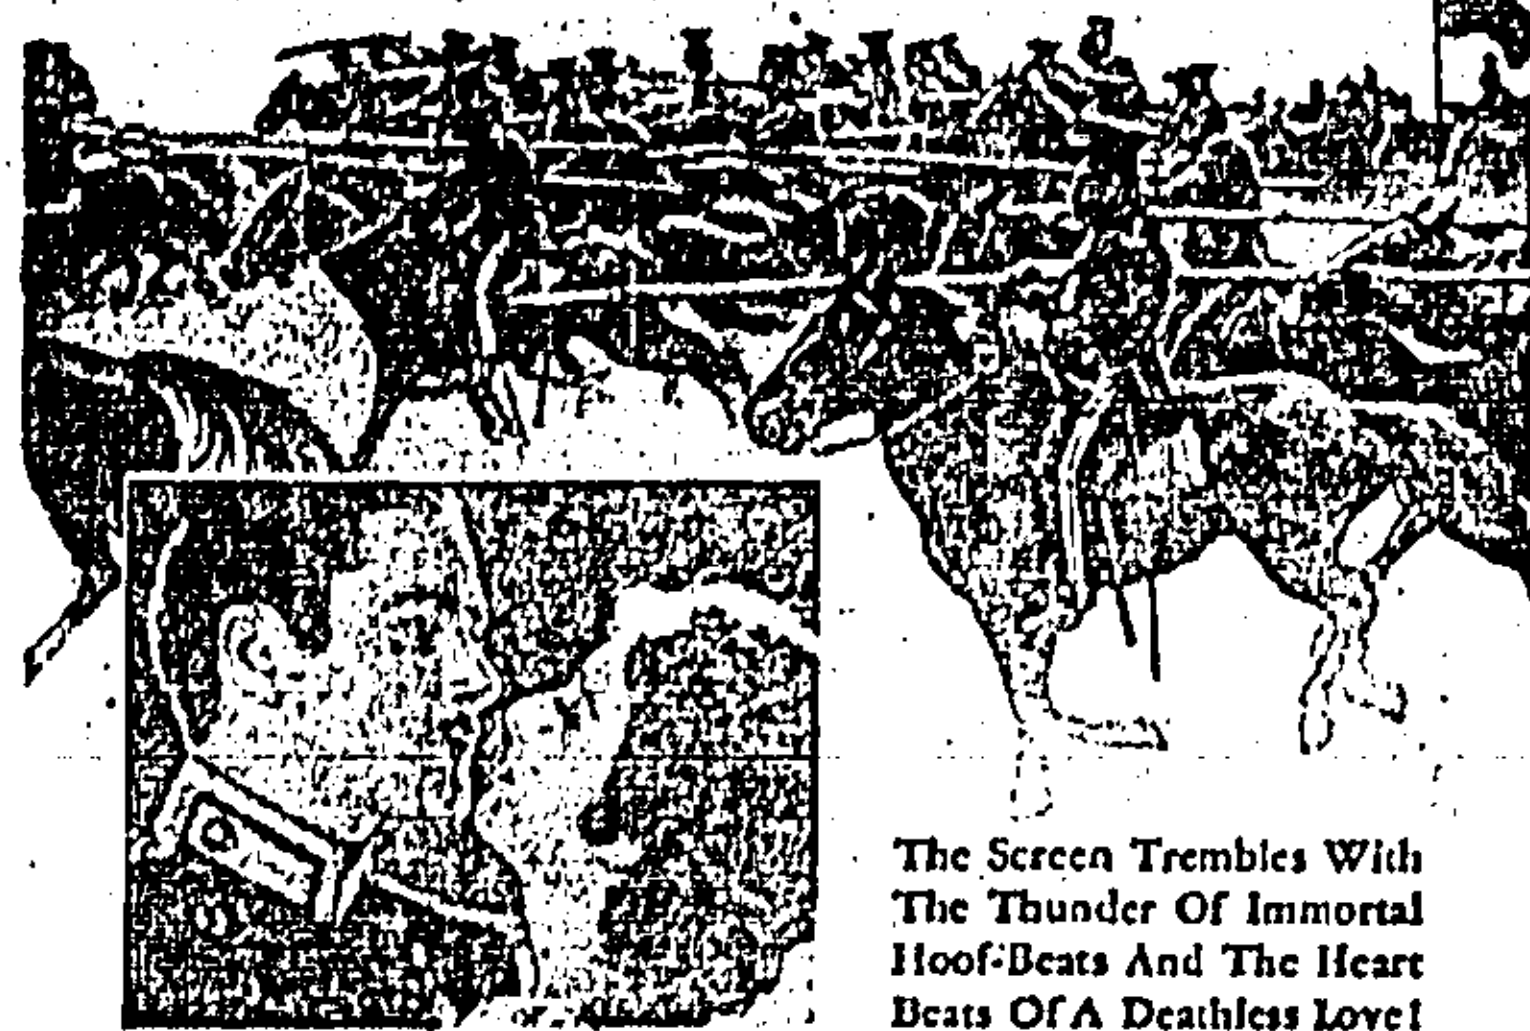 The Screen Trembles With
The Thunder Of Immortal
Hoof-Beats And The Heart
Beats Of A Deathless Love!